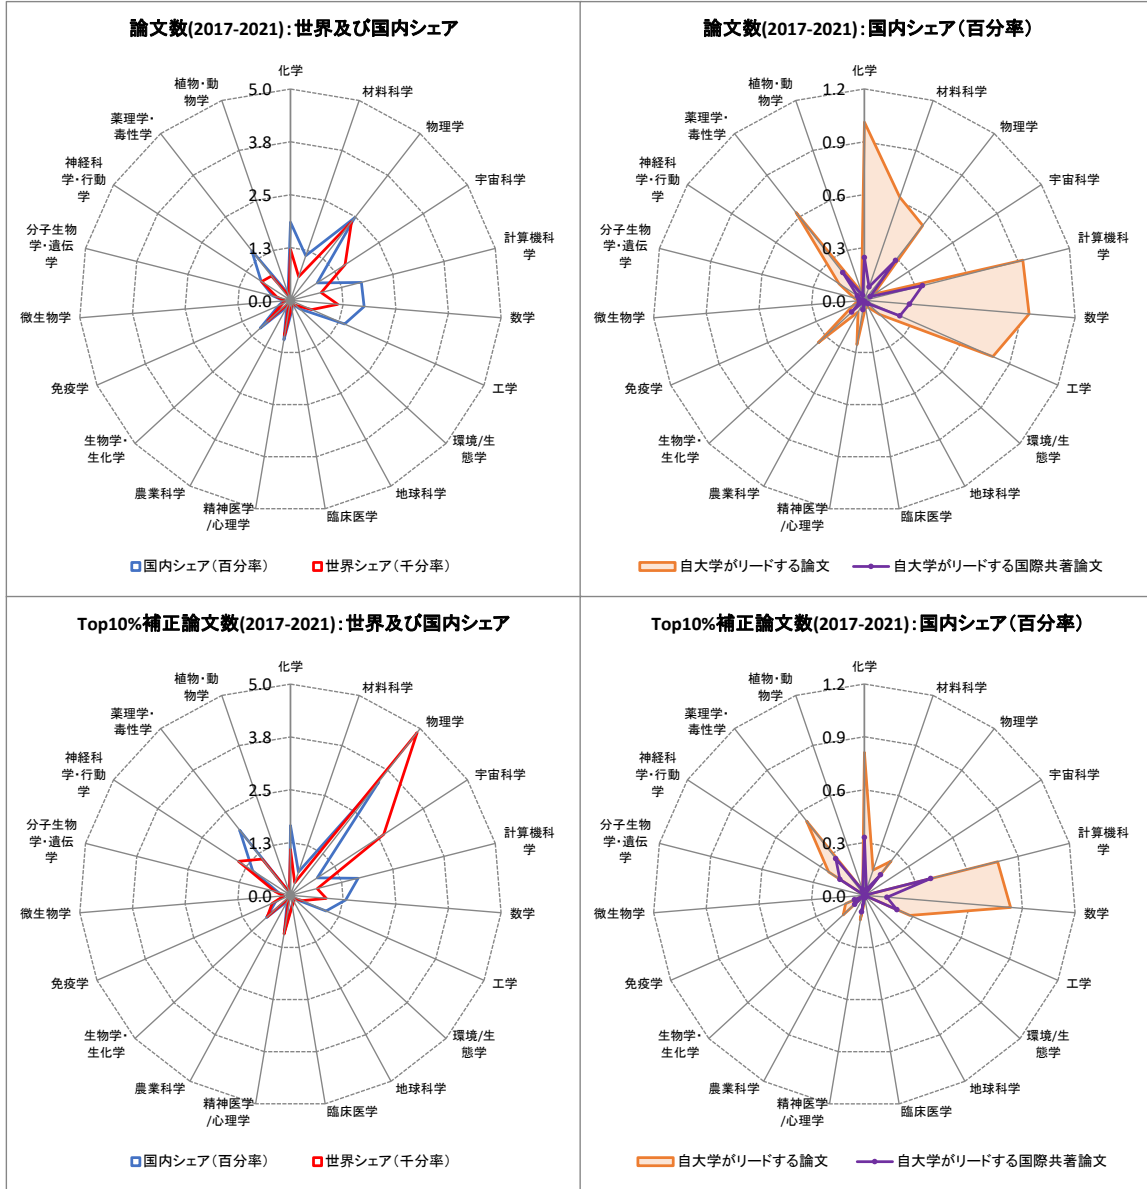 論文数(2017-2021):世界及び国内シェア
化学
材料科学
物理学
宇宙科学
計算機科
学
数学
工学
環境/生
態学
地球科学
臨床医学
精神医学
/心理学
農業科学
生物学・
生化学
免疫学
微生物学
分子生物
学・遺伝
学
神経科
学・行動
学
薬理学・
毒性学
植物・動
物学
5.0
3.8
2.5
1.3
0.0
国内シェア(百分率)
世界シェア(千分率)
論文数(2017-2021):国内シェア(百分率)
化学
材料科学
物理学
宇宙科学
計算機科
学
数学
工学
環境/生
態学
地球科学
臨床医学
精神医学
/心理学
農業科学
生物学・
生化学
免疫学
微生物学
分子生物
学・遺伝
学
神経科
学・行動
学
薬理学・
毒性学
植物・動
物学
1.2
0.9
0.6
0.3
0.0
自大学がリードする論文
自大学がリードする国際共著論文
Top10%補正論文数(2017-2021):世界及び国内シェア
化学
材料科学
物理学
宇宙科学
計算機科
学
数学
工学
環境/生
態学
地球科学
臨床医学
精神医学
/心理学
農業科学
生物学・
生化学
免疫学
微生物学
分子生物
学・遺伝
学
神経科
学・行動
学
薬理学・
毒性学
植物・動
物学
5.0
3.8
2.5
1.3
0.0
国内シェア(百分率)
世界シェア(千分率)
Top10%補正論文数(2017-2021):国内シェア(百分率)
化学
材料科学
物理学
宇宙科学
計算機科
学
数学
工学
環境/生
態学
地球科学
臨床医学
精神医学
/心理学
農業科学
生物学・
生化学
免疫学
微生物学
分子生物
学・遺伝
学
神経科
学・行動
学
薬理学・
毒性学
植物・動
物学
1.2
0.9
0.6
0.3
0.0
自大学がリードする論文
自大学がリードする国際共著論文